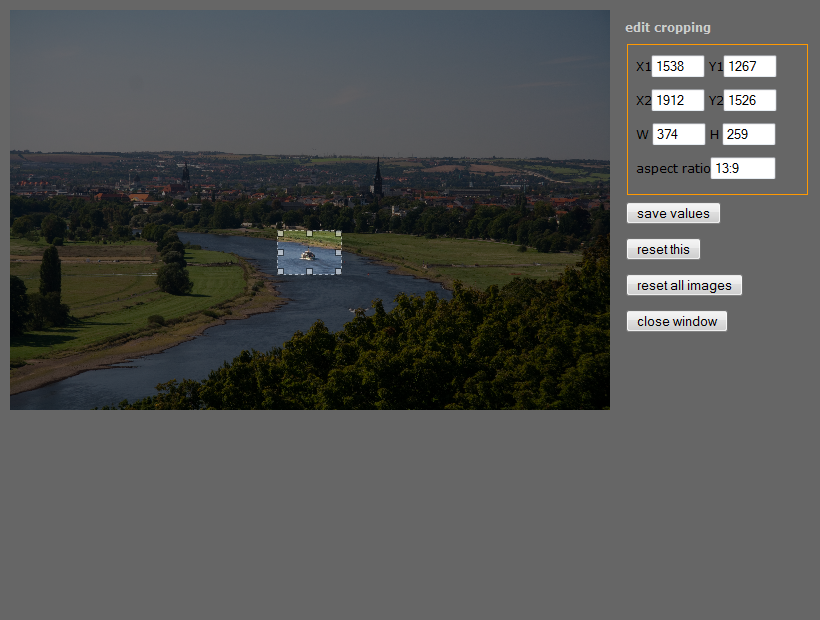 edit cropping
X1 1538 Y1 1267
X2 1912 Y2 1526
W 374 H 259
aspect ratio 13:9
save values
reset this
reset all images
close window